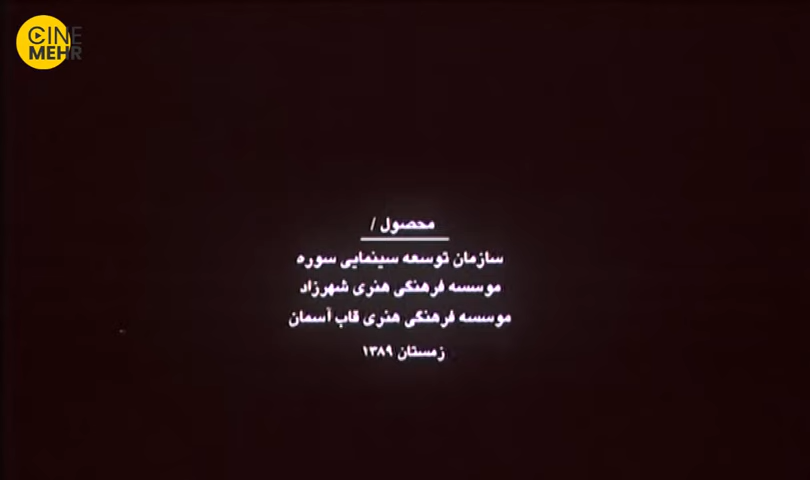 CINE
MEHR
محصول /
سازمان توسعه سینمایی سوره
موسسه فرهنگی هنری شهرزاد
موسسه فرهنگی هنری قاب آسمان
زمستان ۱۳۸۹